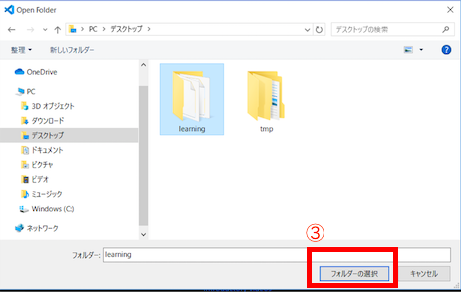 Open Folder
PC > デスクトップ >
デスクトップの検索
整理 新しいフォルダー
OneDrive
PC
3D オブジェクト
ダウンロード
デスクトップ
ドキュメント
ピクチャ
ビデオ
ミュージック
Windows (C:)
ネットワーク
learning
tmp
③
フォルダー: learning
フォルダーの選択
キャンセル